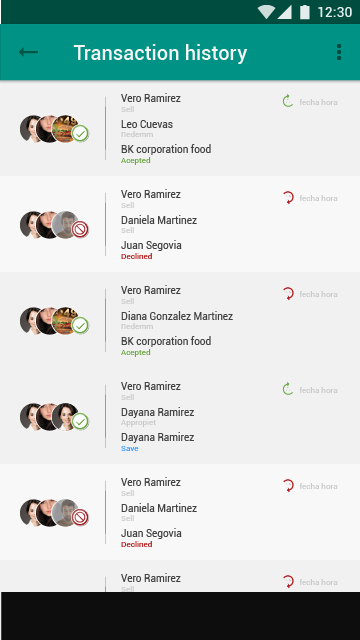 12:30
Transaction history
Vero Ramirez
fecha hora
Sell
Leo Cuevas
Redemm
BK corporation food
Acepted
Vero Ramirez
fecha hora
Sell
Daniela Martinez
Sell
Juan Segovia
Declined
Vero Ramirez
fecha hora
Sell
Diana Gonzalez Martinez
Redemm
BK corporation food
Acepted
Vero Ramirez
fecha hora
Sell
Dayana Ramirez
Appropiet
Dayana Ramirez
Save
Vero Ramirez
fecha hora
Sell
Daniela Martinez
Sell
Juan Segovia
Declined
Vero Ramirez
fecha hora
Sell